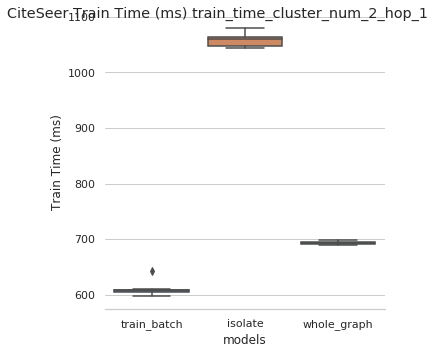 CiteSeer Train Time (ms) train_time_cluster_num_2_hop_1
1100
1000
900
800
700
600
Train Time (ms)
train_batch
isolate
whole_graph
models